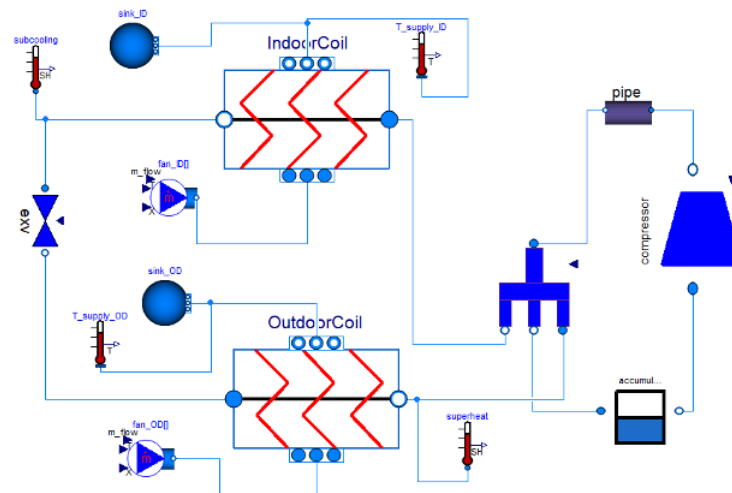 sink_ID
subcooling
T_supply_ID
IndoorCoil
SH
T
pipe
fan_ID[]
m_flow
T
X
ṁ
exv
compressor
sink_OD
T_supply_OD
OutdoorCoil
T
accumul...
superheat
fan_OD[]
m_flow
T
X
ṁ
SH